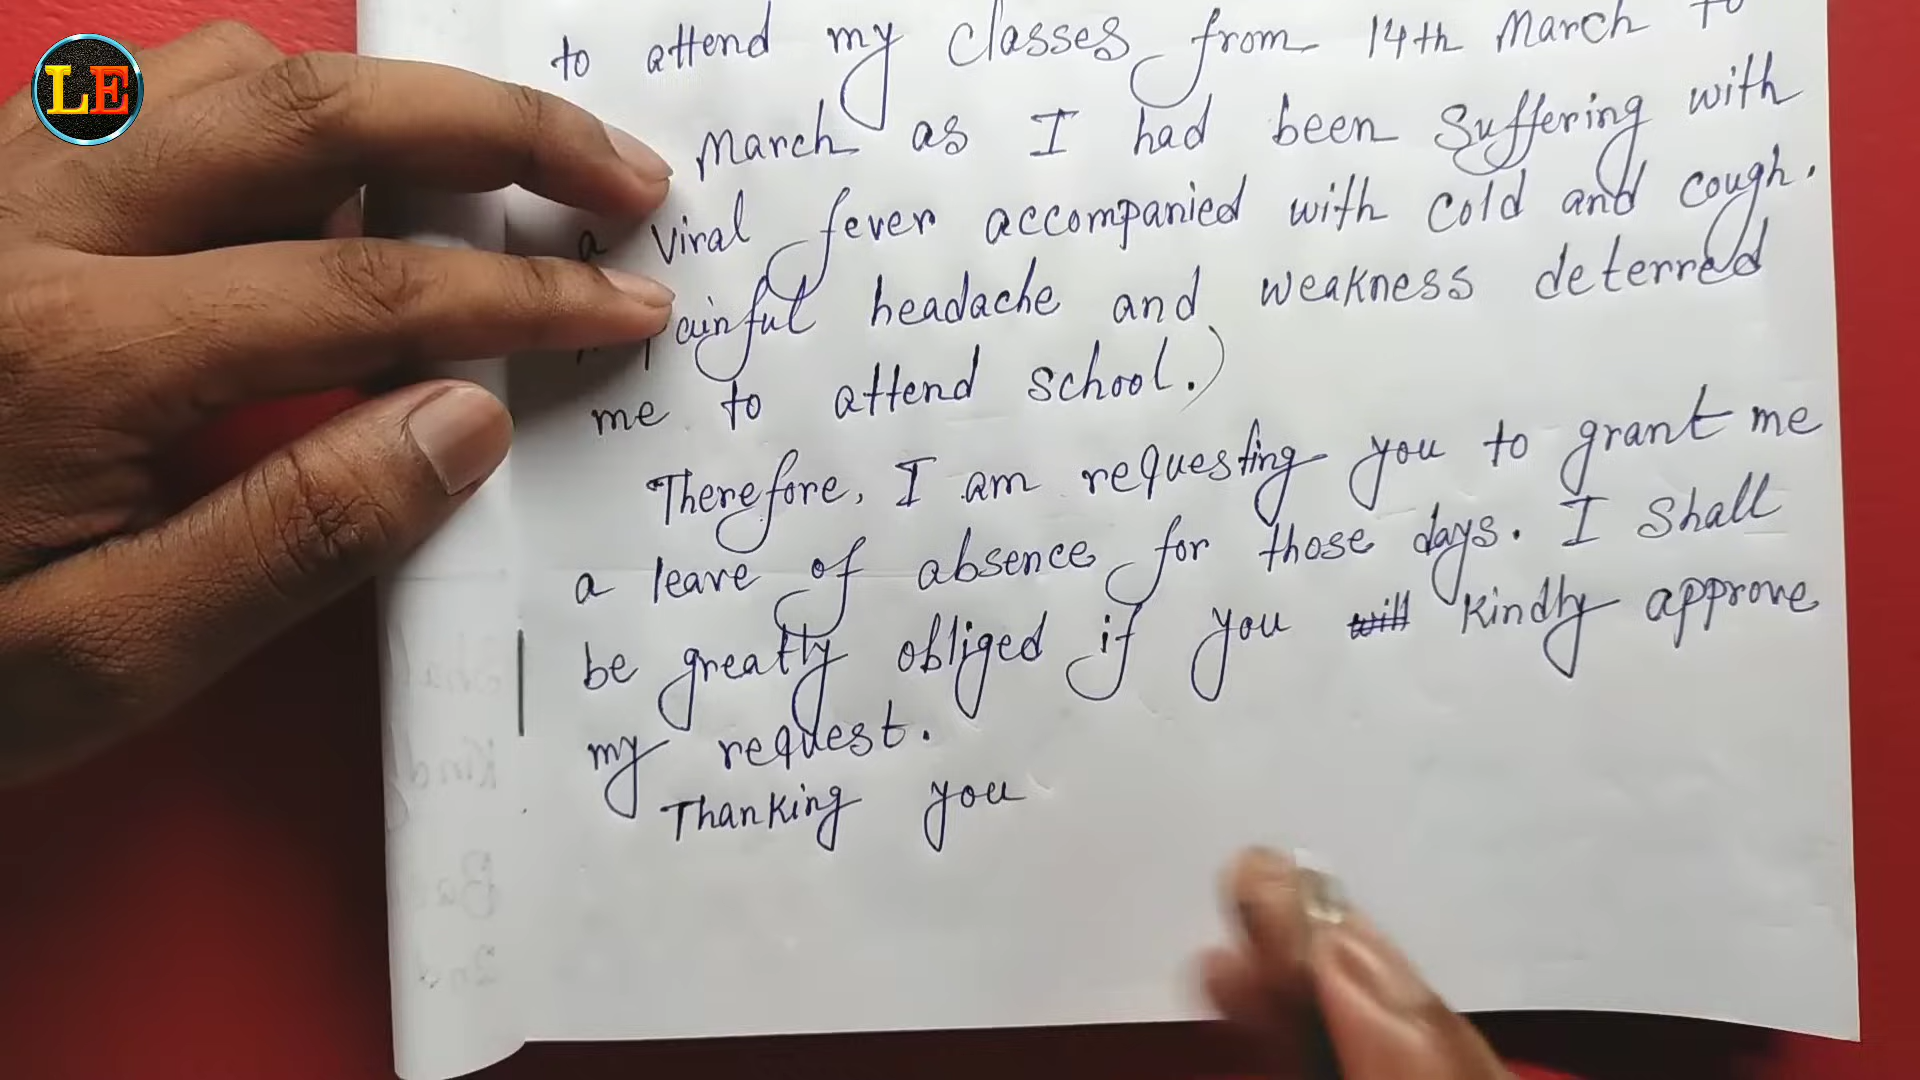 LE
to attend my classes from 14th March to
March as I had been Suffering with
a viral fever accompanied with cold and cough.
painful headache and weakness deterred
me to attend school.)
Therefore, I am requesting you to grant me
a leave of absence for those days. I shall
be greatly obliged if you will kindly approve
my request.
Thanking you